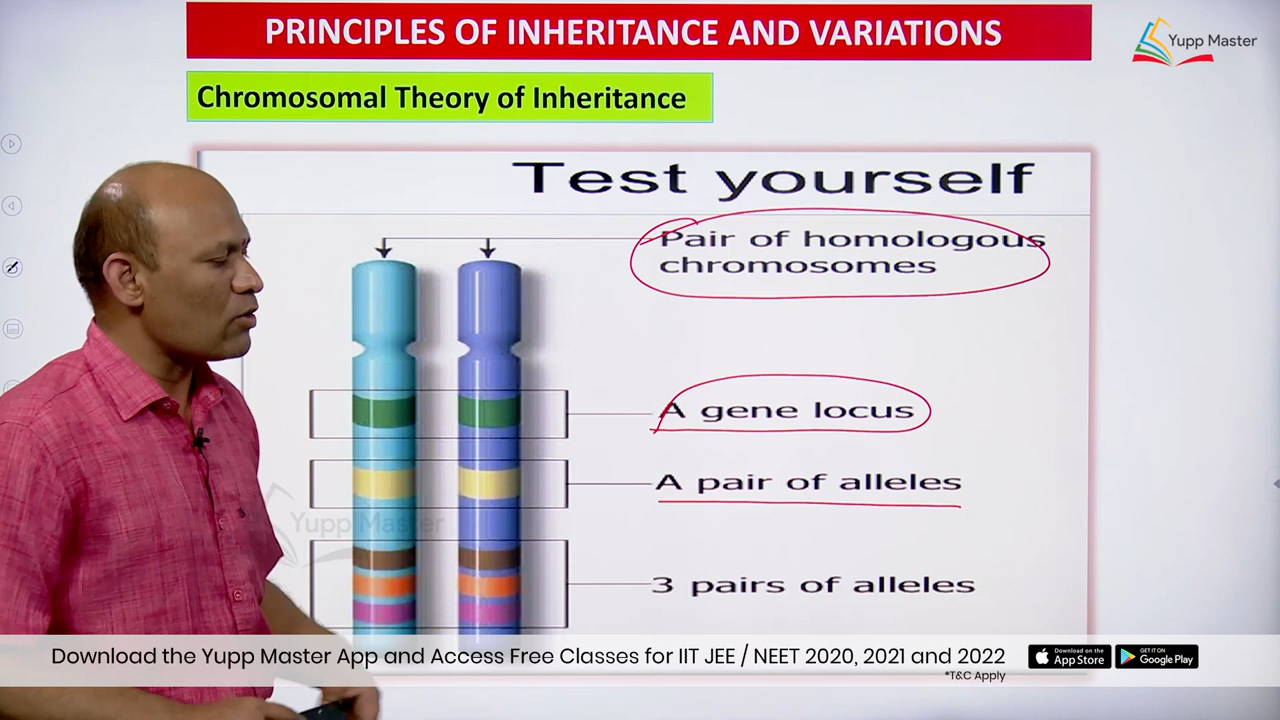 PRINCIPLES OF INHERITANCE AND VARIATIONS
Yupp Master
Chromosomal Theory of Inheritance
Test yourself
Pair of homologous
chromosomes
A gene locus
A pair of alleles
Yupp Master
3 pairs of alleles
Download the Yupp Master App and Access Free Classes for IIT JEE / NEET 2020, 2021 and 2022
Download on the
App Store
GET IT ON
Google Play
*T&C Apply